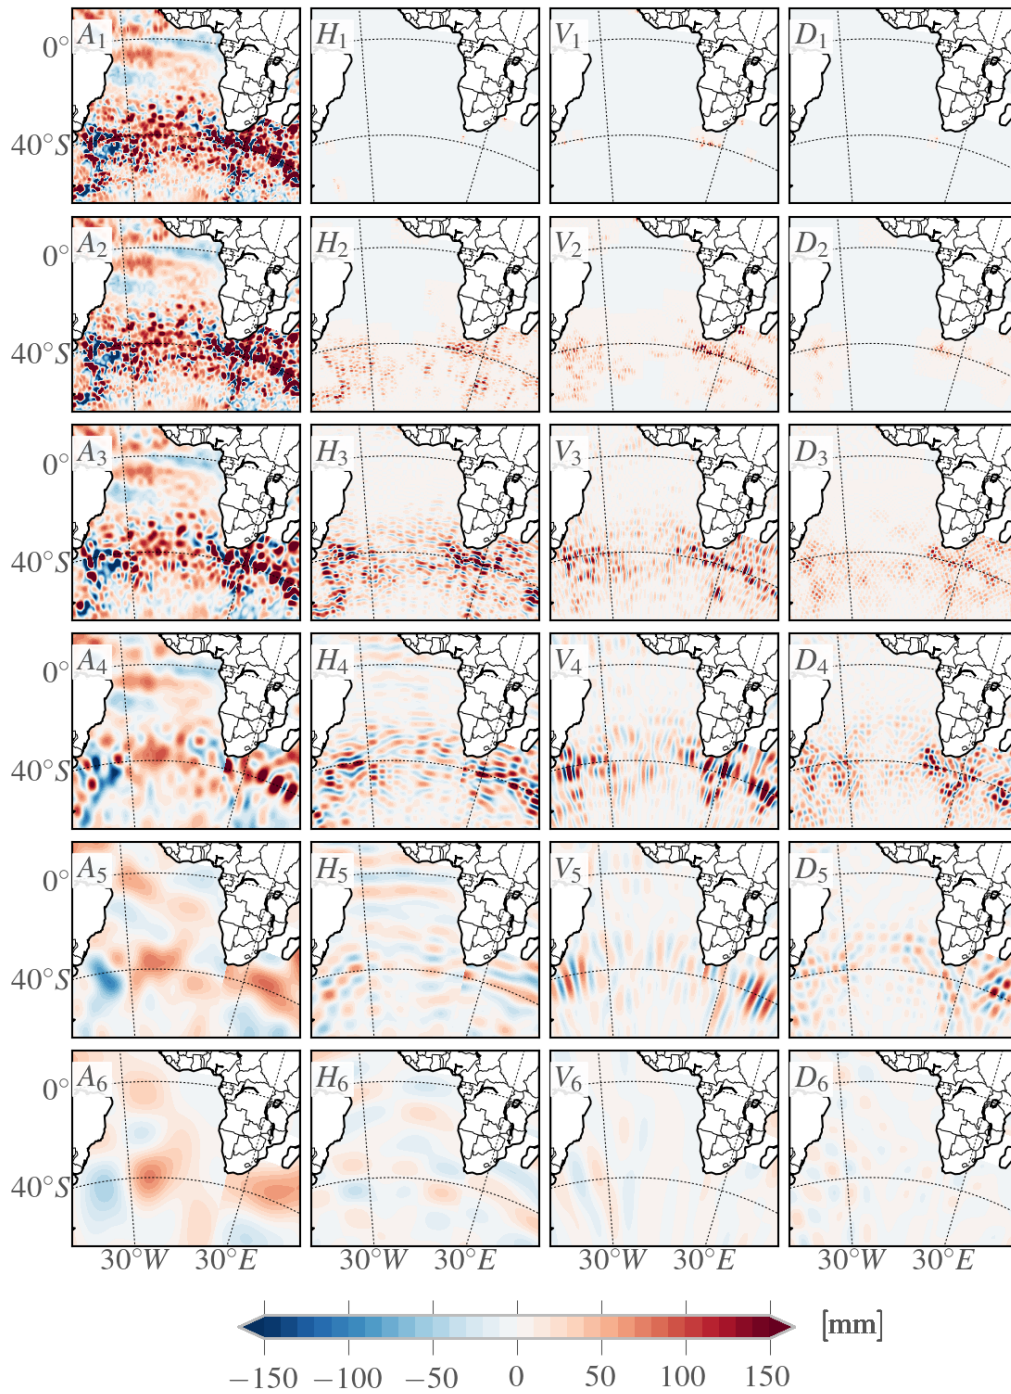 A₁ H₁ V₁ D₁
0°
40°S
A₂ H₂ V₂ D₂
0°
40°S
A₃ H₃ V₃ D₃
0°
40°S
A₄ H₄ V₄ D₄
0°
40°S
A₅ H₅ V₅ D₅
0°
40°S
A₆ H₆ V₆ D₆
0°
40°S
30°W 30°E 30°W 30°E 30°W 30°E 30°W 30°E
[mm]
−150 −100 −50 0 50 100 150